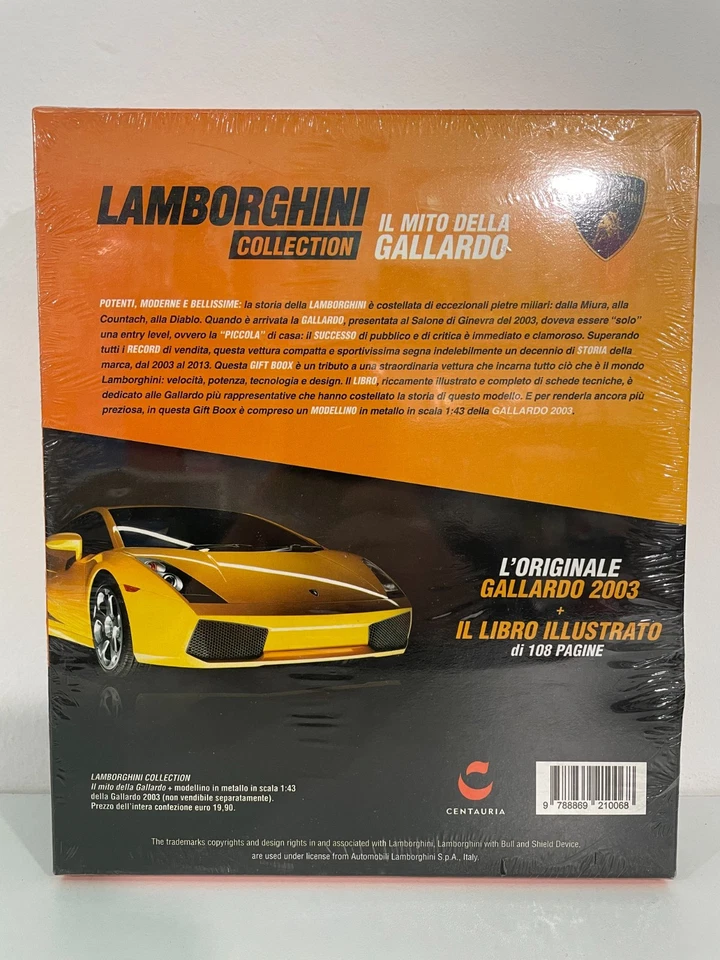 LAMBORGHINI
COLLECTION
IL MITO DELLA
GALLARDO
POTENTI, MODERNE E BELLISSIME: la storia della LAMBORGHINI è costellata di eccezionali pietre miliari: dalla Miura, alla
Countach, alla Diablo. Quando è arrivata la GALLARDO, presentata al Salone di Ginevra del 2003, doveva essere "solo"
una entry level, ovvero la "PICCOLA" di casa: il SUCCESSO di pubblico e di critica è immediato e clamoroso. Superando
tutti i RECORD di vendita, questa vettura compatta e sportivissima segna indelebilmente un decennio di STORIA della
marca, dal 2003 al 2013. Questa GIFT BOOX è un tributo a una straordinaria vettura che incarna tutto ciò che è il mondo
Lamborghini: velocità, potenza, tecnologia e design. Il LIBRO, riccamente illustrato e completo di schede tecniche, è
dedicato alle Gallardo più rappresentative che hanno costellato la storia di questo modello. E per renderla ancora più
preziosa, in questa Gift Boox è compreso un MODELLINO in metallo in scala 1:43 della GALLARDO 2003.
L'ORIGINALE
GALLARDO 2003
+
IL LIBRO ILLUSTRATO
di 108 PAGINE
LAMBORGHINI COLLECTION
Il mito della Gallardo + modellino in metallo in scala 1:43
della Gallardo 2003 (non vendibile separatamente).
Prezzo dell'intera confezione euro 19,90.
CENTAURIA
9 788869 210068
The trademarks copyrights and design rights in and associated with Lamborghini, Lamborghini with Bull and Shield Device,
are used under license from Automobili Lamborghini S.p.A., Italy.